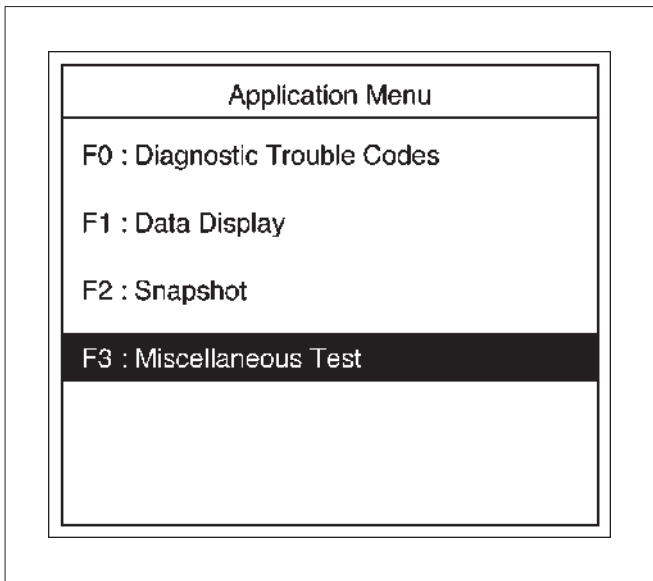 Application Menu
F0 : Diagnostic Trouble Codes
F1 : Data Display
F2 : Snapshot
F3 : Miscellaneous Test